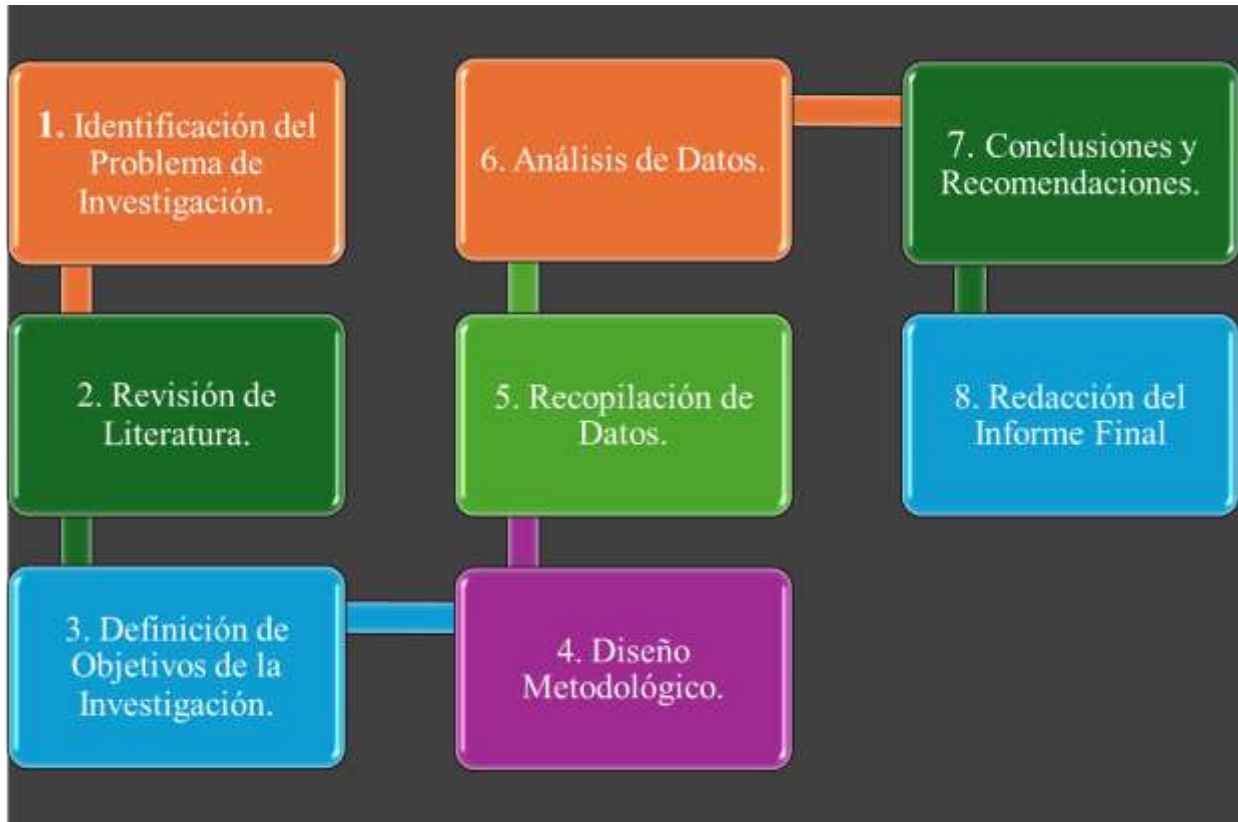 1. Identificación del
Problema de
Investigación.
2. Revisión de
Literatura.
3. Definición de
Objetivos de la
Investigación.
4. Diseño
Metodológico.
5. Recopilación de
Datos.
6. Análisis de Datos.
7. Conclusiones y
Recomendaciones.
8. Redacción del
Informe Final